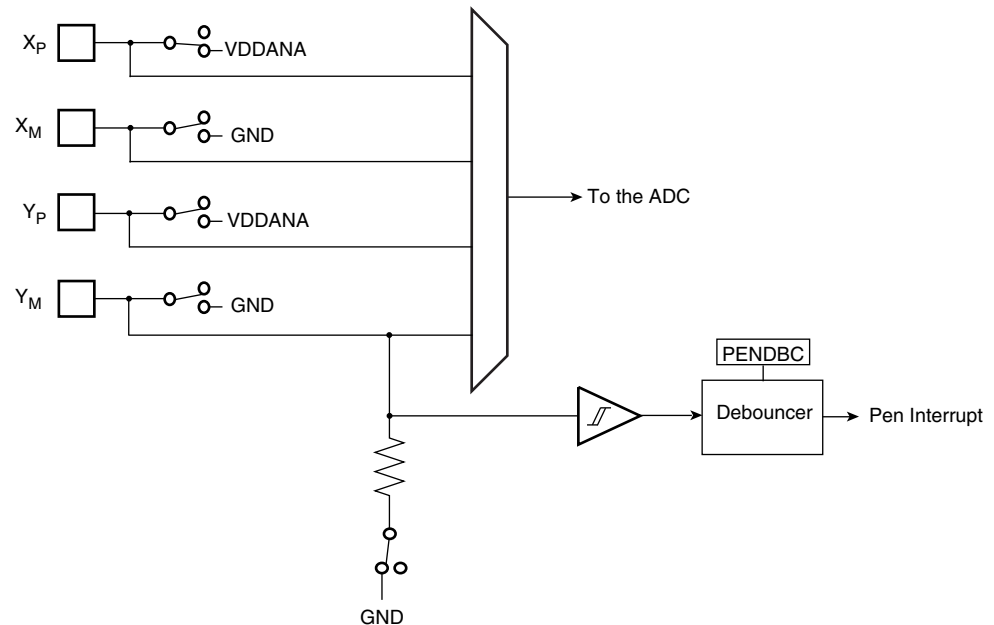 XP
VDDANA
XM
GND
YP
VDDANA
YM
GND
To the ADC
PENDBC
Debouncer
Pen Interrupt
GND